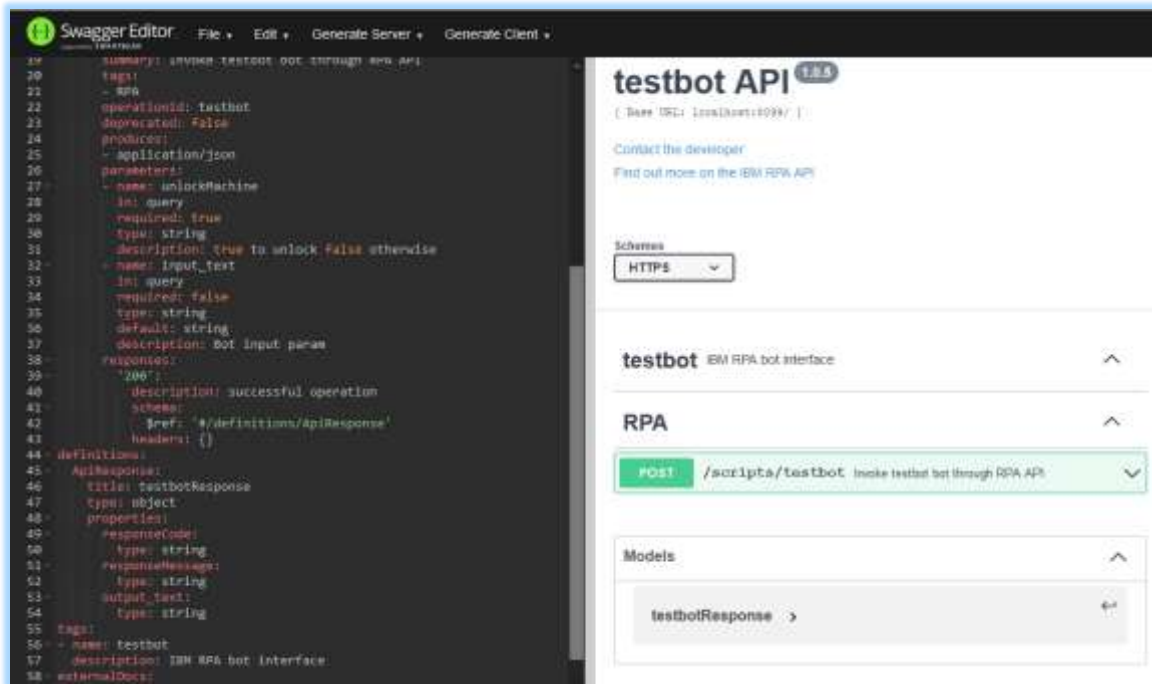 Swagger Editor
File
Edit
Generate Server
Generate Client
19 summary: Invoke testbot bot through RPA API
20 tags:
21 - RPA
22 operationId: testbot
23 deprecated: False
24 produces:
25 - application/json
26 parameters:
27 - name: unlockMachine
28 in: query
29 required: true
30 type: string
31 description: true to unlock False otherwise
32 - name: input_text
33 in: query
34 required: false
35 type: string
36 default: string
37 description: Bot input param
38 responses:
39 '200':
40 description: successful operation
41 schema:
42 $ref: '#/definitions/ApiResponse'
43 headers: {}
44 definitions:
45 ApiResponse:
46 title: testbotResponse
47 type: object
48 properties:
49 responseCode:
50 type: string
51 responseMessage:
52 type: string
53 output_text:
54 type: string
55 tags:
56 - name: testbot
57 description: IBM RPA bot interface
58 externalDocs:
testbot API
[ Base URL: localhost:8099/ ]
Contact the developer
Find out more on the IBM RPA API
Schemes
HTTPS
testbot IBM RPA bot interface
RPA
POST /scripts/testbot Invoke testbot bot through RPA API
Models
testbotResponse